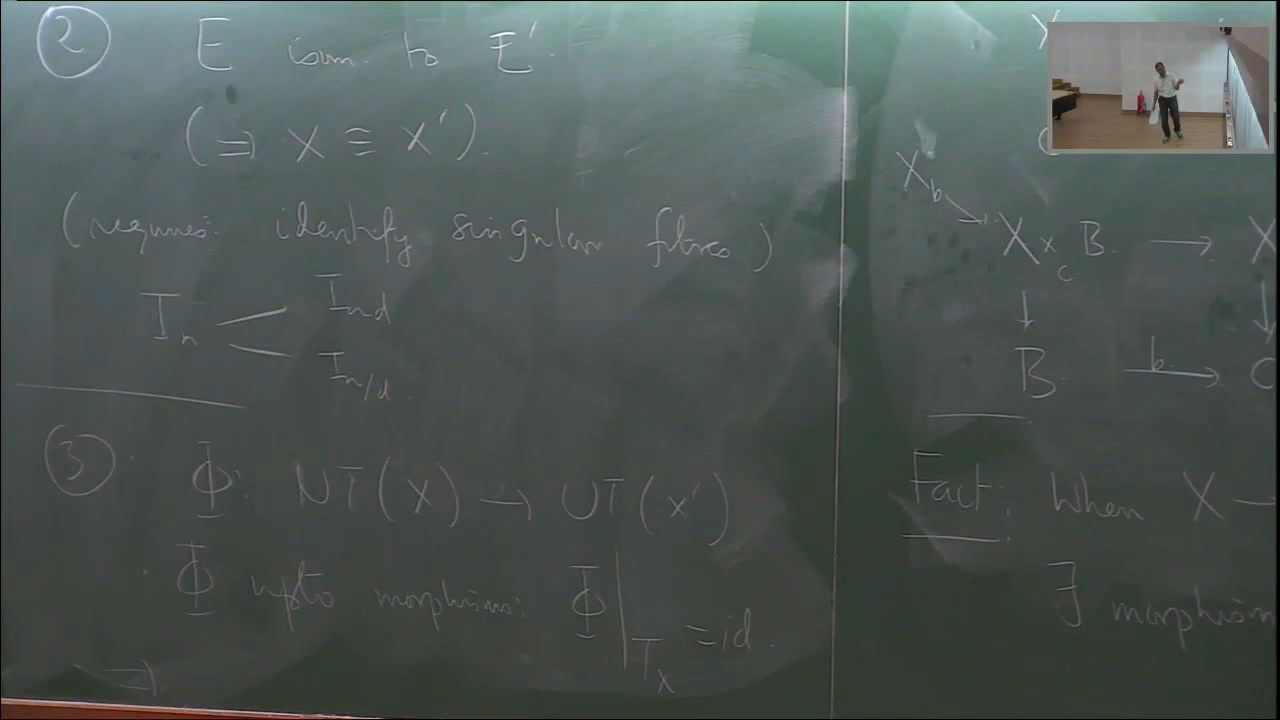 ② E isom. to E'.
(⇒ X ≡ X').
(requires: identify singular fibres)
I_n < I_nd
I_n/d
③ Φ: NT(X) → UT(X')
Φ upto morphisms: Φ|_{T_X} = id.
⇒
X_b → X ×_C B → X
↓ ↓
B —b→ C
Fact: When X →
∃ morphism